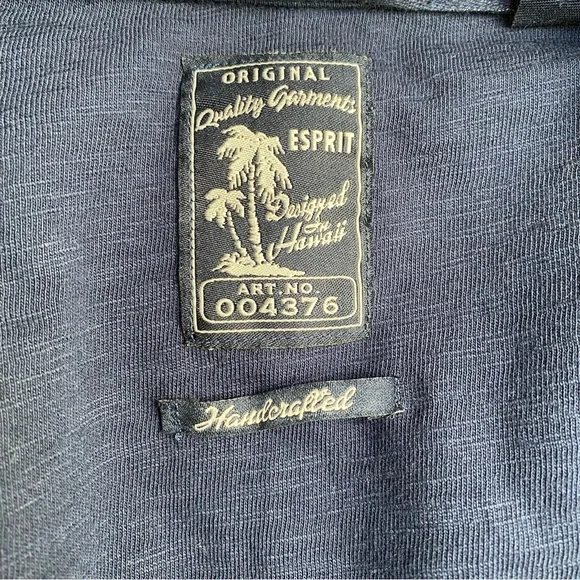 ORIGINAL
Quality Garments
ESPRIT
Designed
In
Hawaii
ART. NO.
004376
Handcrafted